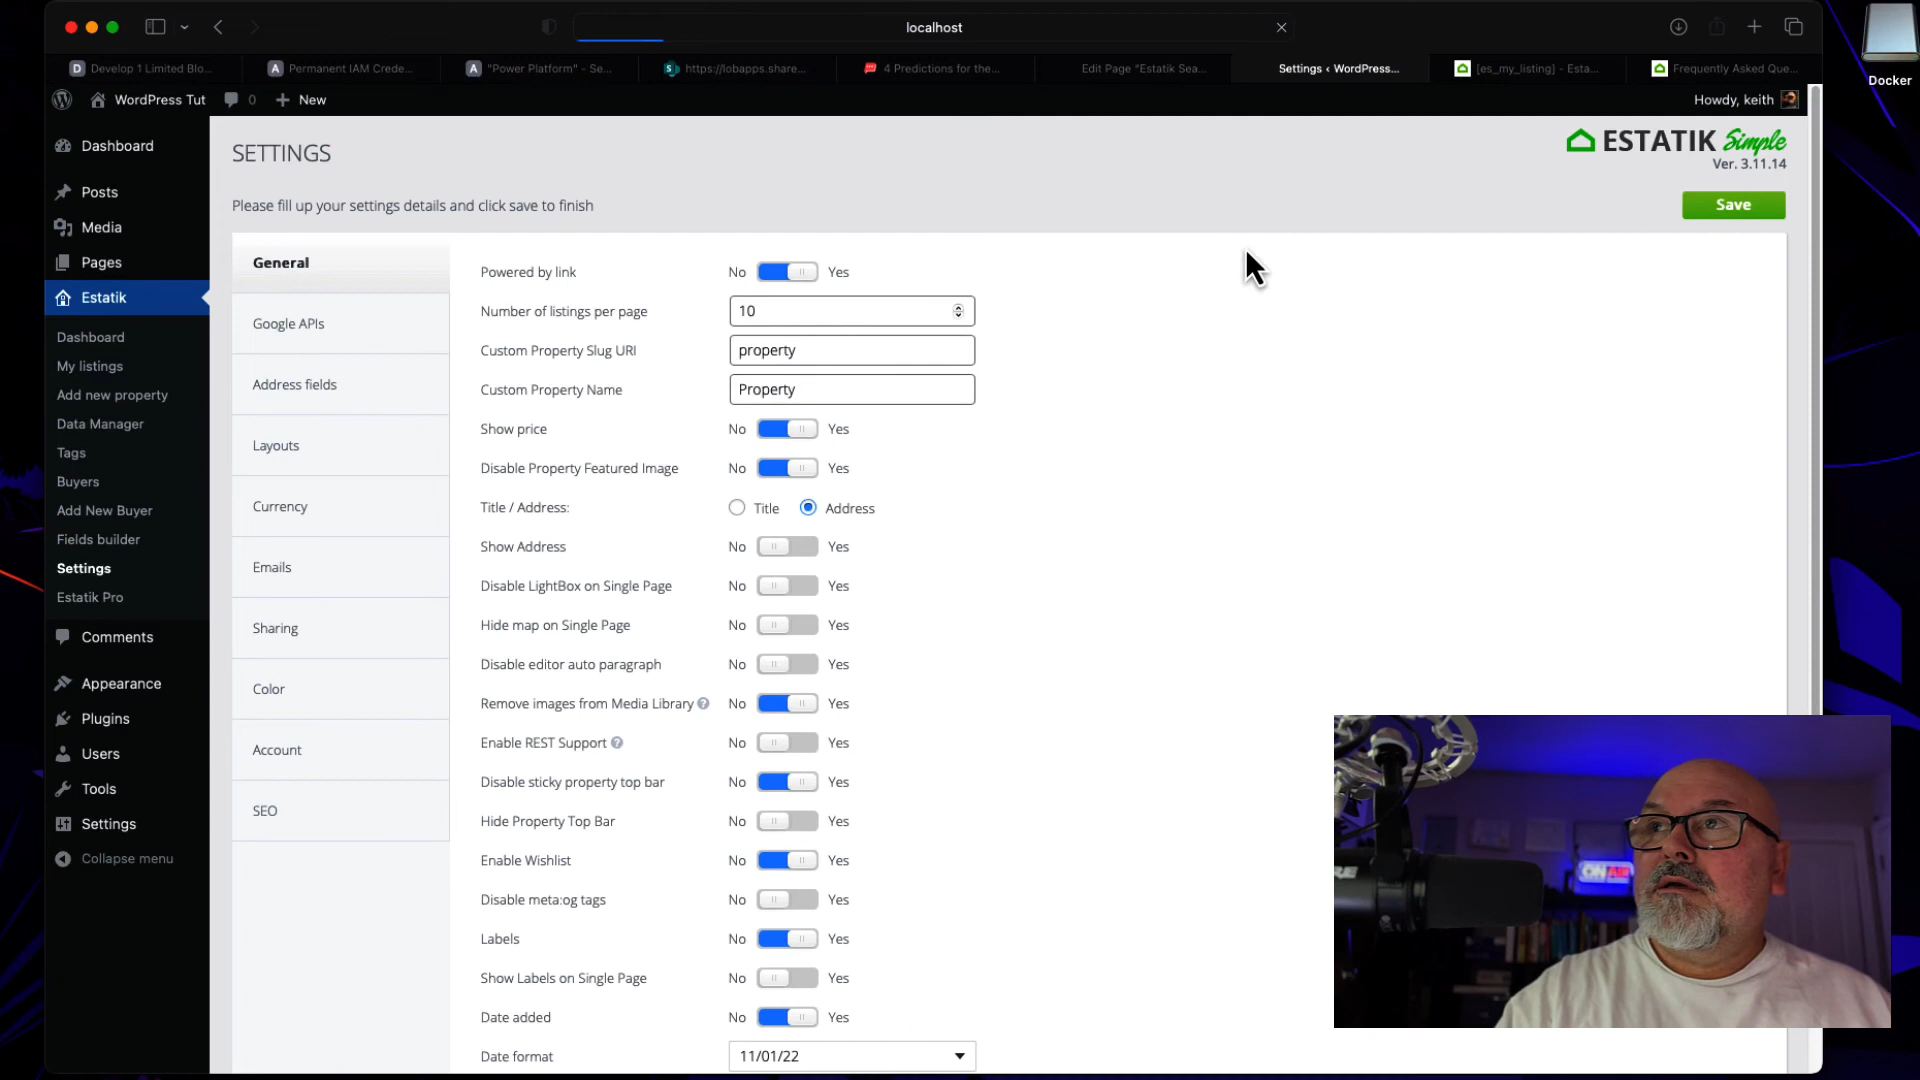 localhost
Develop 1 Limited Blo...
Permanent IAM Crede...
"Power Platform" - Se...
https://lobapps.share...
4 Predictions for the...
Edit Page "Estatik Sea...
Settings ‹ WordPress...
[es_my_listing] - Esta...
Frequently Asked Que...
Docker
WordPress Tut
0
New
Howdy, keith
Dashboard
Posts
Media
Pages
Estatik
Dashboard
My listings
Add new property
Data Manager
Tags
Buyers
Add New Buyer
Fields builder
Settings
Estatik Pro
Comments
Appearance
Plugins
Users
Tools
Settings
Collapse menu
SETTINGS
ESTATIK Simple
Ver. 3.11.14
Please fill up your settings details and click save to finish
Save
General
Google APIs
Address fields
Layouts
Currency
Emails
Sharing
Color
Account
SEO
Powered by link No Yes
Number of listings per page 10
Custom Property Slug URI property
Custom Property Name Property
Show price No Yes
Disable Property Featured Image No Yes
Title / Address: Title Address
Show Address No Yes
Disable LightBox on Single Page No Yes
Hide map on Single Page No Yes
Disable editor auto paragraph No Yes
Remove images from Media Library ? No Yes
Enable REST Support ? No Yes
Disable sticky property top bar No Yes
Hide Property Top Bar No Yes
Enable Wishlist No Yes
Disable meta:og tags No Yes
Labels No Yes
Show Labels on Single Page No Yes
Date added No Yes
Date format 11/01/22
ON AIR